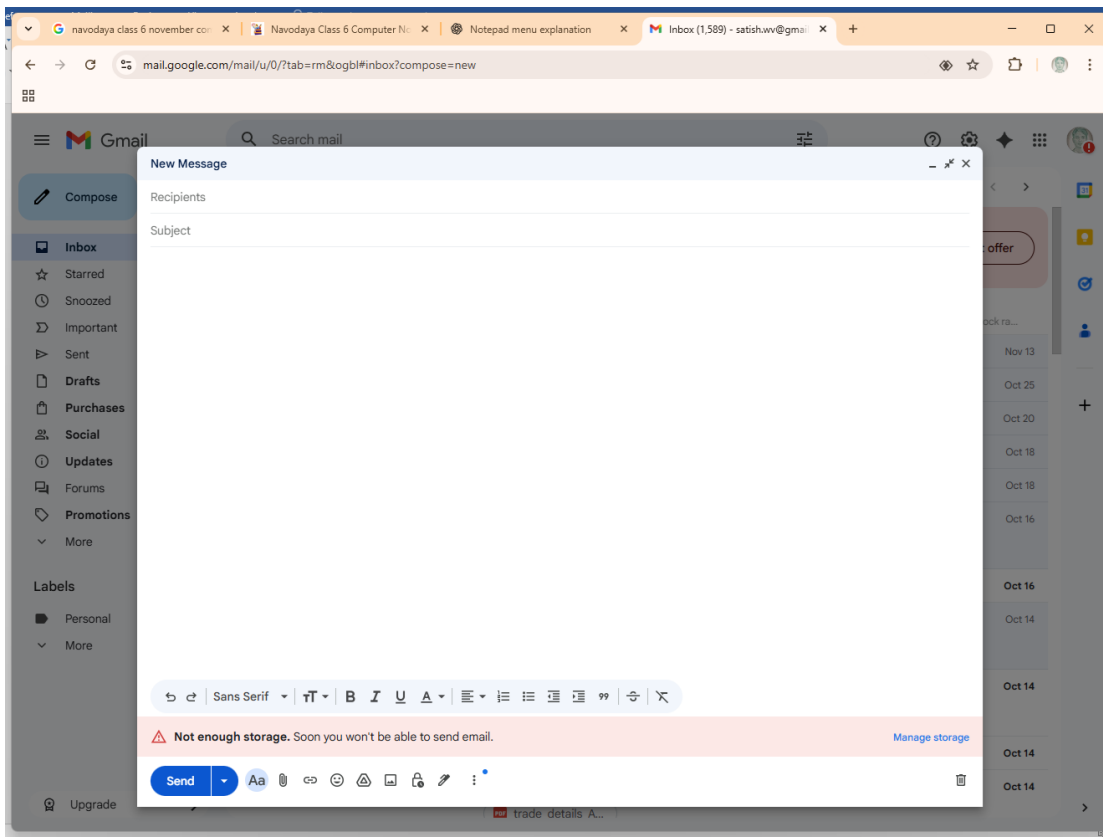 navodaya class 6 november con
Navodaya Class 6 Computer No
Notepad menu explanation
Inbox (1,589) - satish.wv@gmai
mail.google.com/mail/u/0/?tab=rm&ogbl#inbox?compose=new
Gmail
Search mail
New Message
Compose
Recipients
Subject
Inbox
offer
Starred
Snoozed
Important
ock ra...
Sent
Nov 13
Drafts
Oct 25
Purchases
Oct 20
Social
Updates
Oct 18
Forums
Oct 18
Promotions
Oct 16
More
Labels
Oct 16
Personal
Oct 14
More
Sans Serif
B I U A
Oct 14
Not enough storage. Soon you won't be able to send email.
Manage storage
Oct 14
Send
Aa
Oct 14
Upgrade
PDF trade details A...